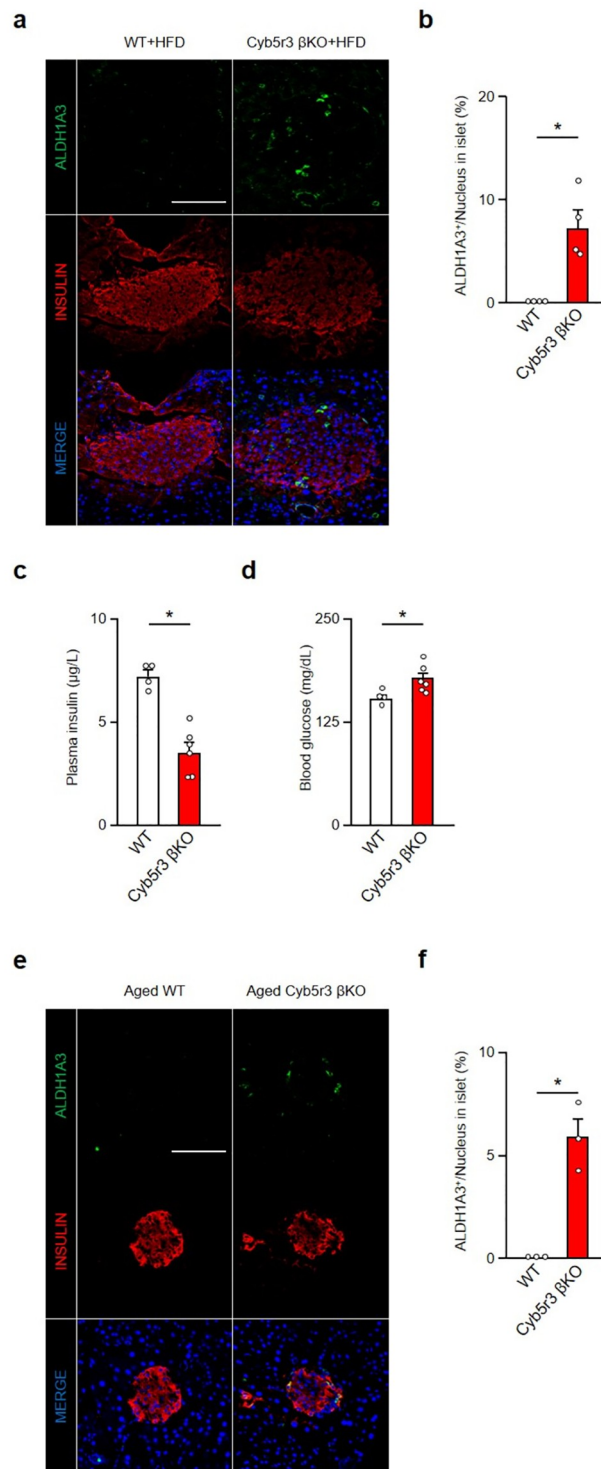 a
WT+HFD
Cyb5r3 βKO+HFD
ALDH1A3
INSULIN
MERGE
b
ALDH1A3⁺/Nucleus in islet (%)
20
10
0
*
WT
Cyb5r3 βKO
c
Plasma insulin (µg/L)
10
5
0
*
WT
Cyb5r3 βKO
d
Blood glucose (mg/dL)
250
125
0
*
WT
Cyb5r3 βKO
e
Aged WT
Aged Cyb5r3 βKO
ALDH1A3
INSULIN
MERGE
f
ALDH1A3⁺/Nucleus in islet (%)
10
5
0
*
WT
Cyb5r3 βKO